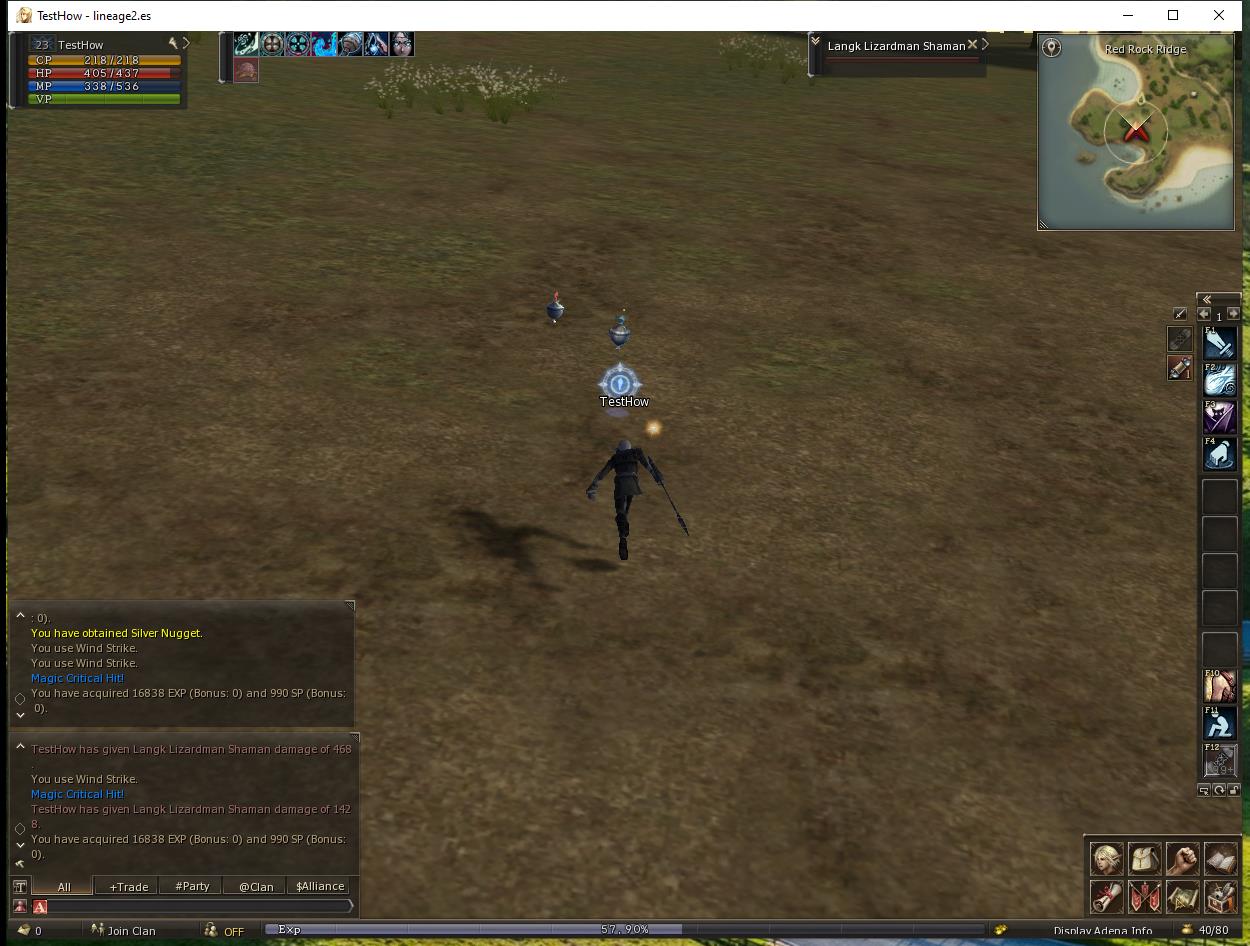 TestHow - lineage2.es
23 TestHow
CP 218/218
HP 405/437
MP 338/536
VP
Langk Lizardman Shaman
Red Rock Ridge
1
F1
F2
F3
F4
1
TestHow
F10
F11
F12
99+
: 0).
You have obtained Silver Nugget.
You use Wind Strike.
You use Wind Strike.
Magic Critical Hit!
You have acquired 16838 EXP (Bonus: 0) and 990 SP (Bonus:
0).
TestHow has given Langk Lizardman Shaman damage of 468
.
You use Wind Strike.
Magic Critical Hit!
TestHow has given Langk Lizardman Shaman damage of 142
8.
You have acquired 16838 EXP (Bonus: 0) and 990 SP (Bonus:
0).
T All +Trade #Party @Clan $Alliance
A
0 Join Clan OFF Exp 57.90% Display Adena Info 40/80